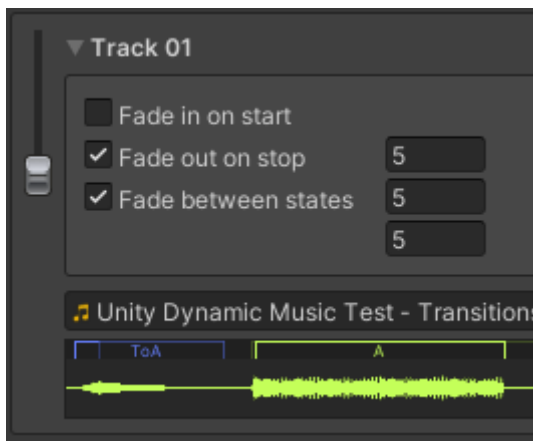 Track 01
Fade in on start
Fade out on stop 5
Fade between states 5
5
Unity Dynamic Music Test - Transitions
ToA A